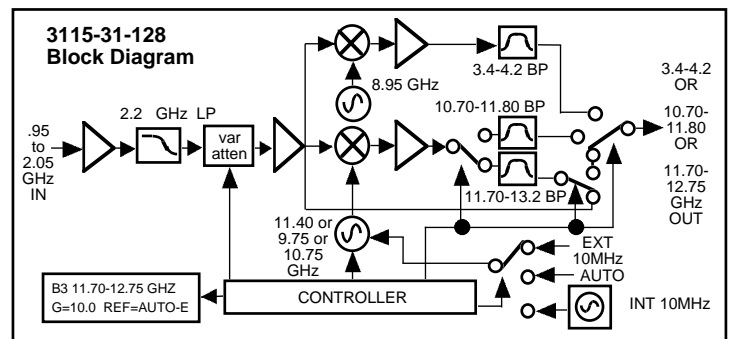 3115-31-128
Block Diagram
8.95 GHz
3.4-4.2 BP
3.4-4.2
OR
10.70-
11.80
OR
11.70-
12.75
GHz
OUT
2.2 GHz LP
10.70-11.80 BP
.95
to
2.05
GHz
IN
var
atten
11.70-13.2 BP
11.40 or
9.75 or
10.75
GHz
EXT
10MHz
AUTO
INT 10MHz
B3 11.70-12.75 GHZ
G=10.0 REF=AUTO-E
CONTROLLER